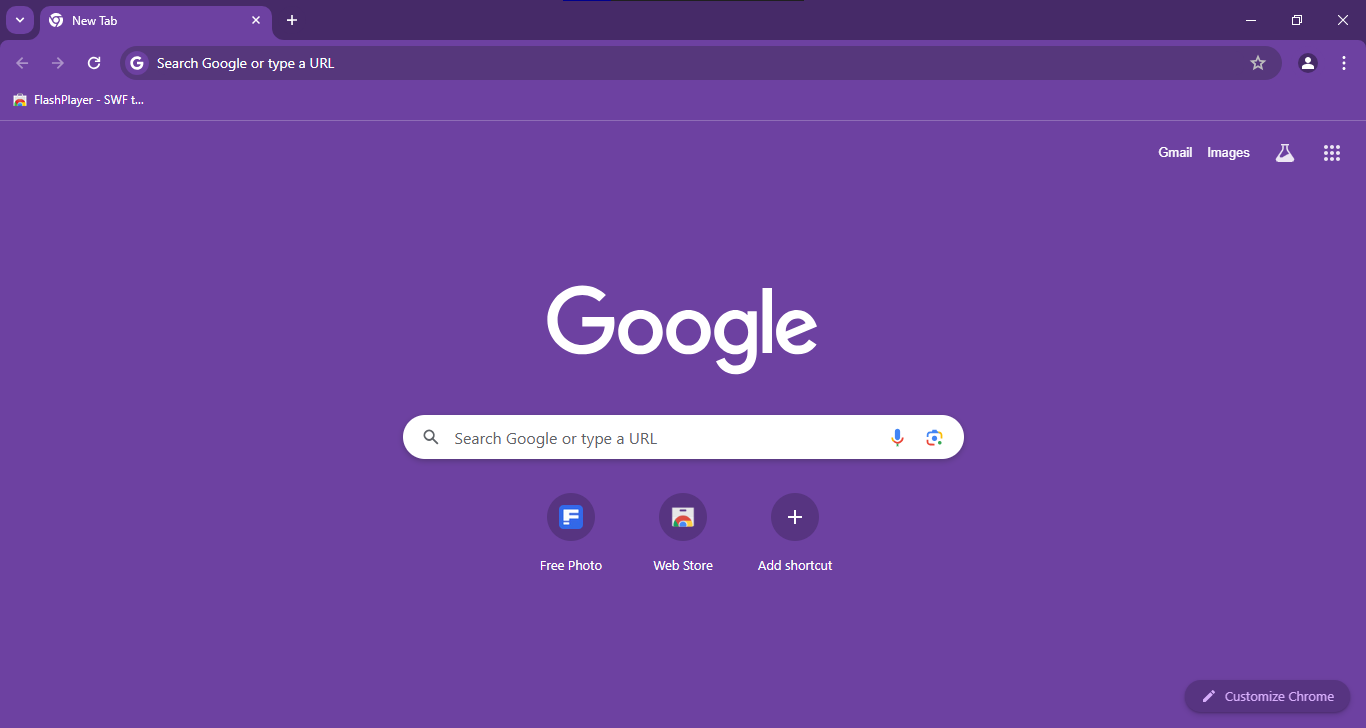 New Tab
Search Google or type a URL
FlashPlayer - SWF t...
Gmail Images
Google
Search Google or type a URL
Free Photo Web Store Add shortcut
Customize Chrome